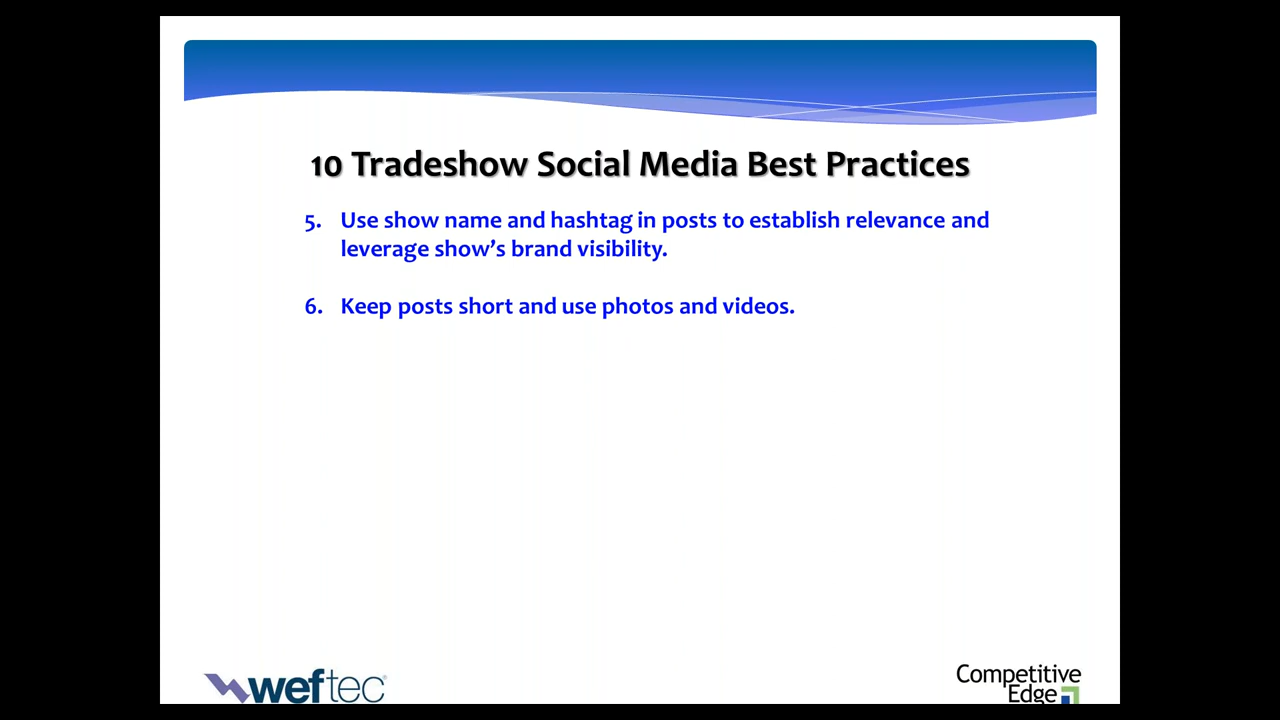 10 Tradeshow Social Media Best Practices
5. Use show name and hashtag in posts to establish relevance and
leverage show’s brand visibility.
6. Keep posts short and use photos and videos.
weftec®
Competitive
Edge